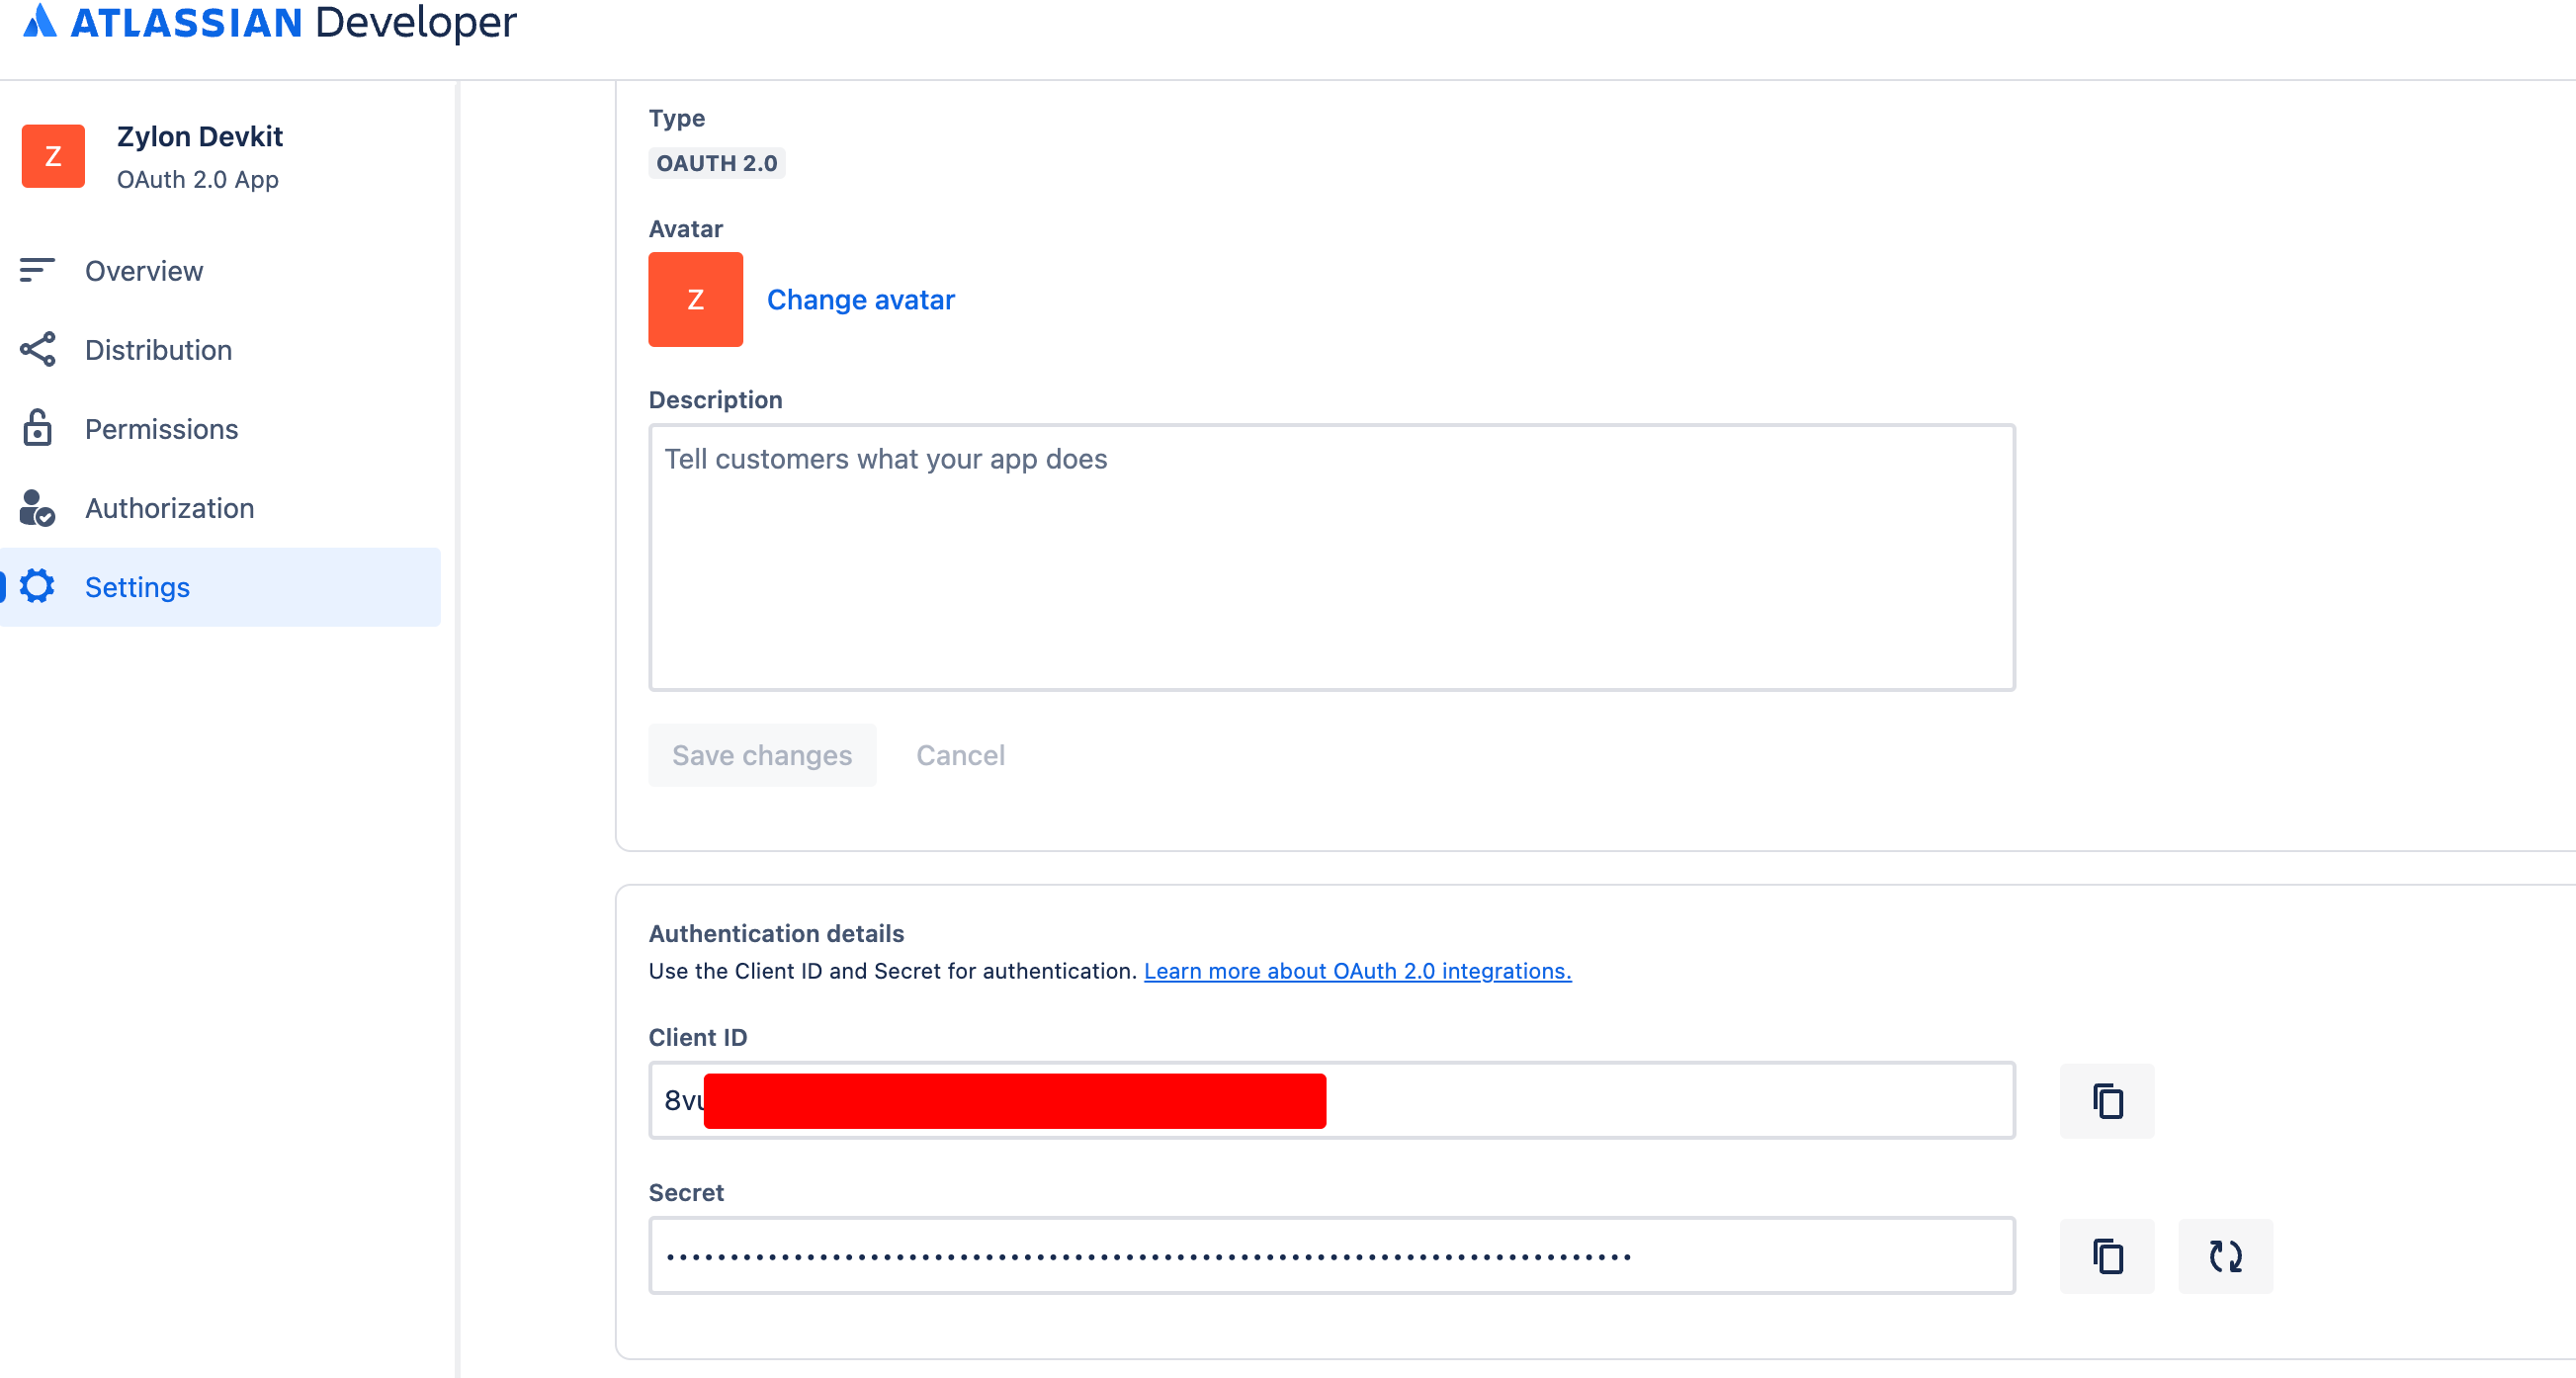 ATLASSIAN Developer
Z
Zylon Devkit
OAuth 2.0 App
Overview
Distribution
Permissions
Authorization
Settings
Type
OAUTH 2.0
Avatar
Z
Change avatar
Description
Tell customers what your app does
Save changes
Cancel
Authentication details
Use the Client ID and Secret for authentication. Learn more about OAuth 2.0 integrations.
Client ID
8vu
Secret